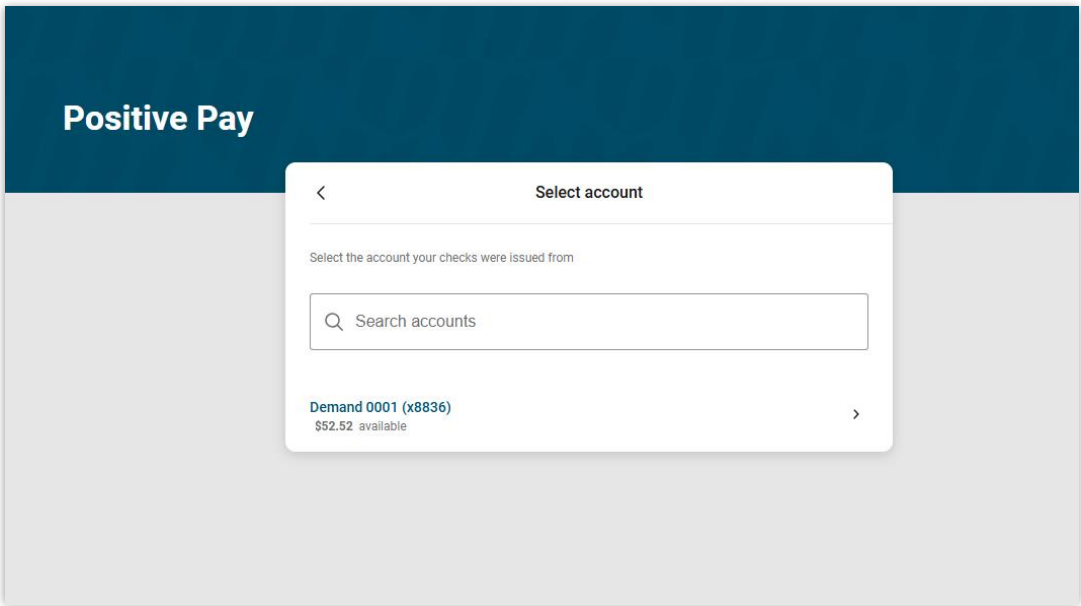 Positive Pay
Select account
Select the account your checks were issued from
Search accounts
Demand 0001 (x8836)
$52.52 available